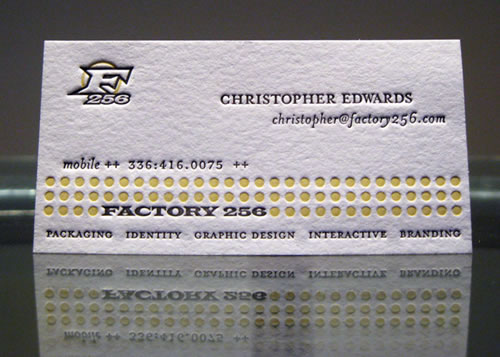 F
256
CHRISTOPHER EDWARDS
christopher@factory256.com
mobile ++ 336:416.0075 ++
FACTORY 256
PACKAGING IDENTITY GRAPHIC DESIGN INTERACTIVE BRANDING